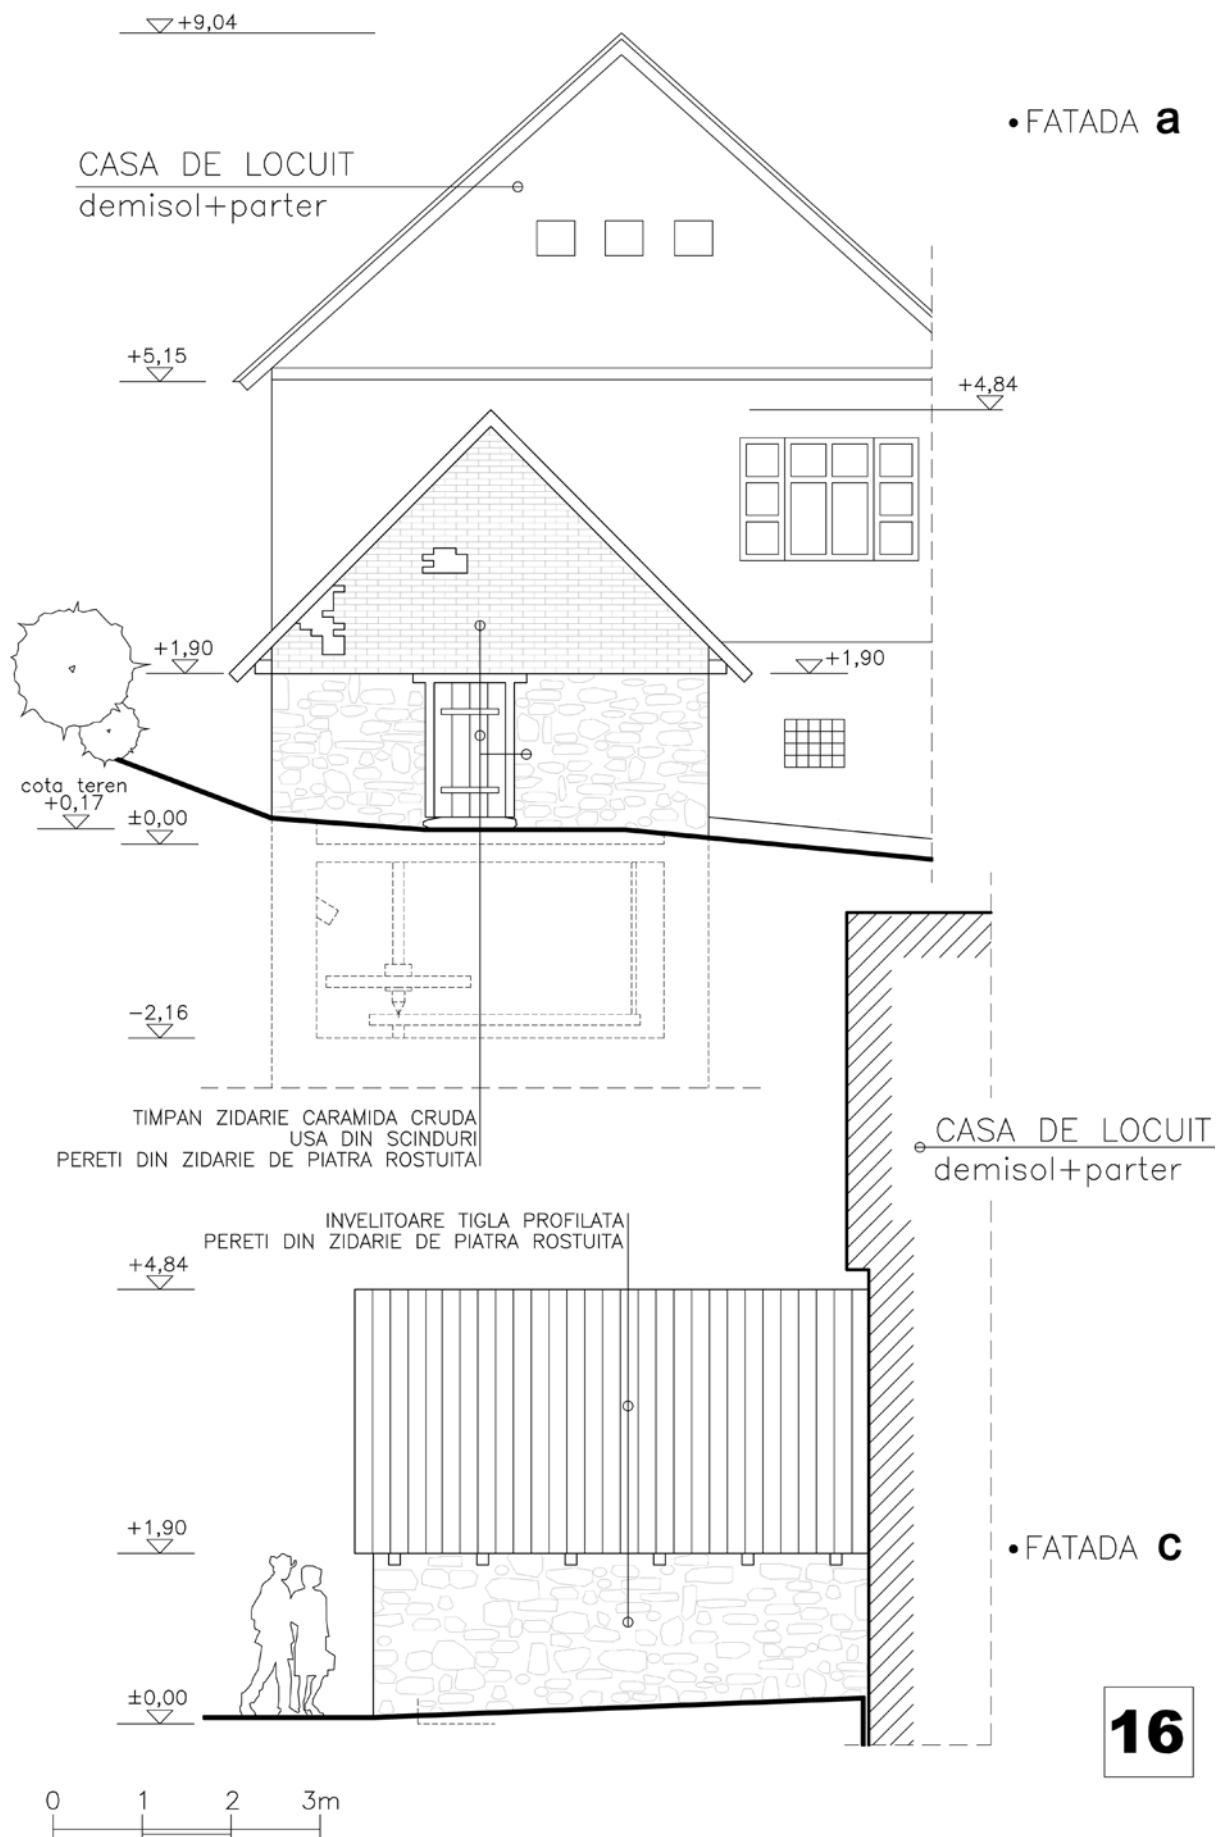 +9,04
• FATADA a
CASA DE LOCUIT
demisol+parter
+5,15
+4,84
+1,90
+1,90
cota teren
+0,17
±0,00
-2,16
TIMPAN ZIDARIE CARAMIDA CRUDA
USA DIN SCINDURI
PERETI DIN ZIDARIE DE PIATRA ROSTUITA
CASA DE LOCUIT
demisol+parter
INVELITOARE TIGLA PROFILATA
PERETI DIN ZIDARIE DE PIATRA ROSTUITA
+4,84
+1,90
• FATADA c
±0,00
16
0 1 2 3m